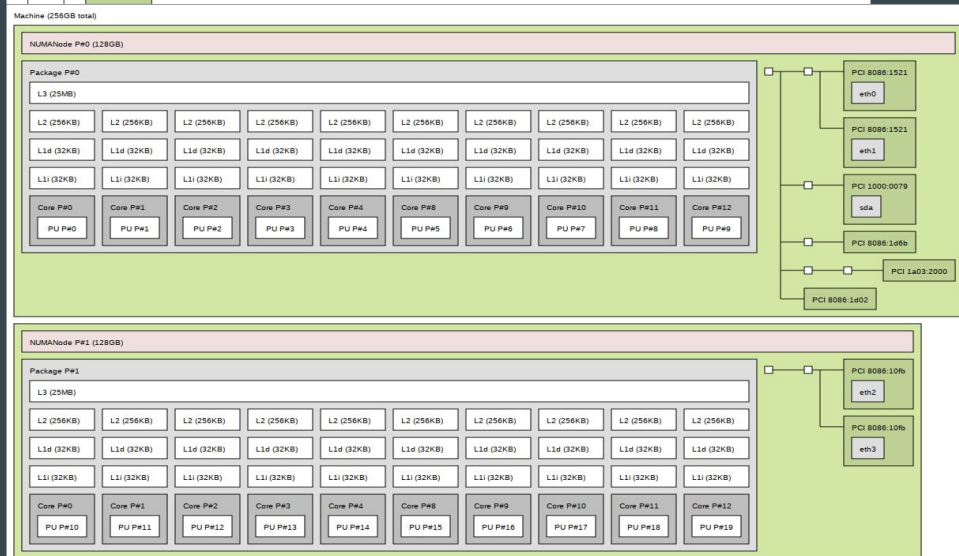 Machine (256GB total)
NUMANode P#0 (128GB)
Package P#0
L3 (25MB)
L2 (256KB) L2 (256KB) L2 (256KB) L2 (256KB) L2 (256KB) L2 (256KB) L2 (256KB) L2 (256KB) L2 (256KB)
L1d (32KB) L1d (32KB) L1d (32KB) L1d (32KB) L1d (32KB) L1d (32KB) L1d (32KB) L1d (32KB) L1d (32KB)
L1i (32KB) L1i (32KB) L1i (32KB) L1i (32KB) L1i (32KB) L1i (32KB) L1i (32KB) L1i (32KB) L1i (32KB)
Core P#0 Core P#1 Core P#2 Core P#3 Core P#4 Core P#8 Core P#9 Core P#10 Core P#11 Core P#12
PU P#0 PU P#1 PU P#2 PU P#3 PU P#4 PU P#5 PU P#6 PU P#7 PU P#8 PU P#9
PCI 8086:1521
eth0
PCI 8086:1521
eth1
PCI 1000:0079
sda
PCI 8086:1d6b
PCI 1a03:2000
PCI 8086:1d02
NUMANode P#1 (128GB)
Package P#1
L3 (25MB)
L2 (256KB) L2 (256KB) L2 (256KB) L2 (256KB) L2 (256KB) L2 (256KB) L2 (256KB) L2 (256KB) L2 (256KB)
L1d (32KB) L1d (32KB) L1d (32KB) L1d (32KB) L1d (32KB) L1d (32KB) L1d (32KB) L1d (32KB) L1d (32KB)
L1i (32KB) L1i (32KB) L1i (32KB) L1i (32KB) L1i (32KB) L1i (32KB) L1i (32KB) L1i (32KB) L1i (32KB)
Core P#0 Core P#1 Core P#2 Core P#3 Core P#4 Core P#8 Core P#9 Core P#10 Core P#11 Core P#12
PU P#10 PU P#11 PU P#12 PU P#13 PU P#14 PU P#15 PU P#16 PU P#17 PU P#18 PU P#19
PCI 8086:10fb
eth2
PCI 8086:10fb
eth3